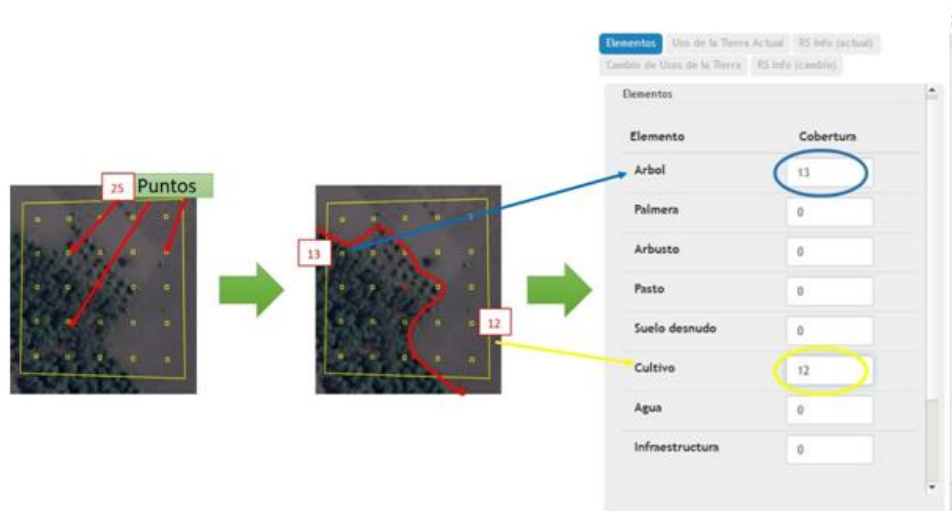 Elementos Uso de la Tierra Actual RS Info (actual)
Cambio de Usos de la Tierra RS Info (cambio)
Elementos
Elemento Cobertura
Arbol 13
Palmera 0
Arbusto 0
Pasto 0
Suelo desnudo 0
Cultivo 12
Agua 0
Infraestructura 0
25 Puntos
13
12